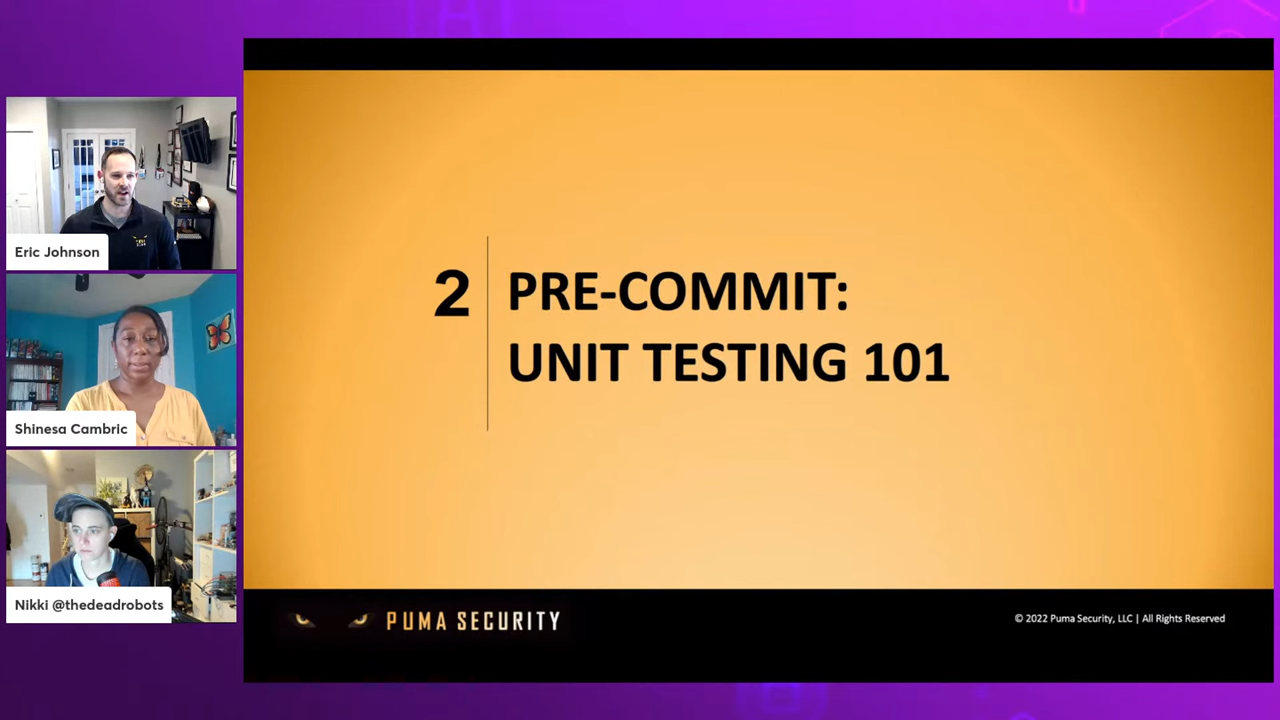 Eric Johnson
Shinesa Cambric
Nikki @thedeadrobots
2
PRE-COMMIT:
UNIT TESTING 101
PUMA SECURITY
© 2022 Puma Security, LLC | All Rights Reserved